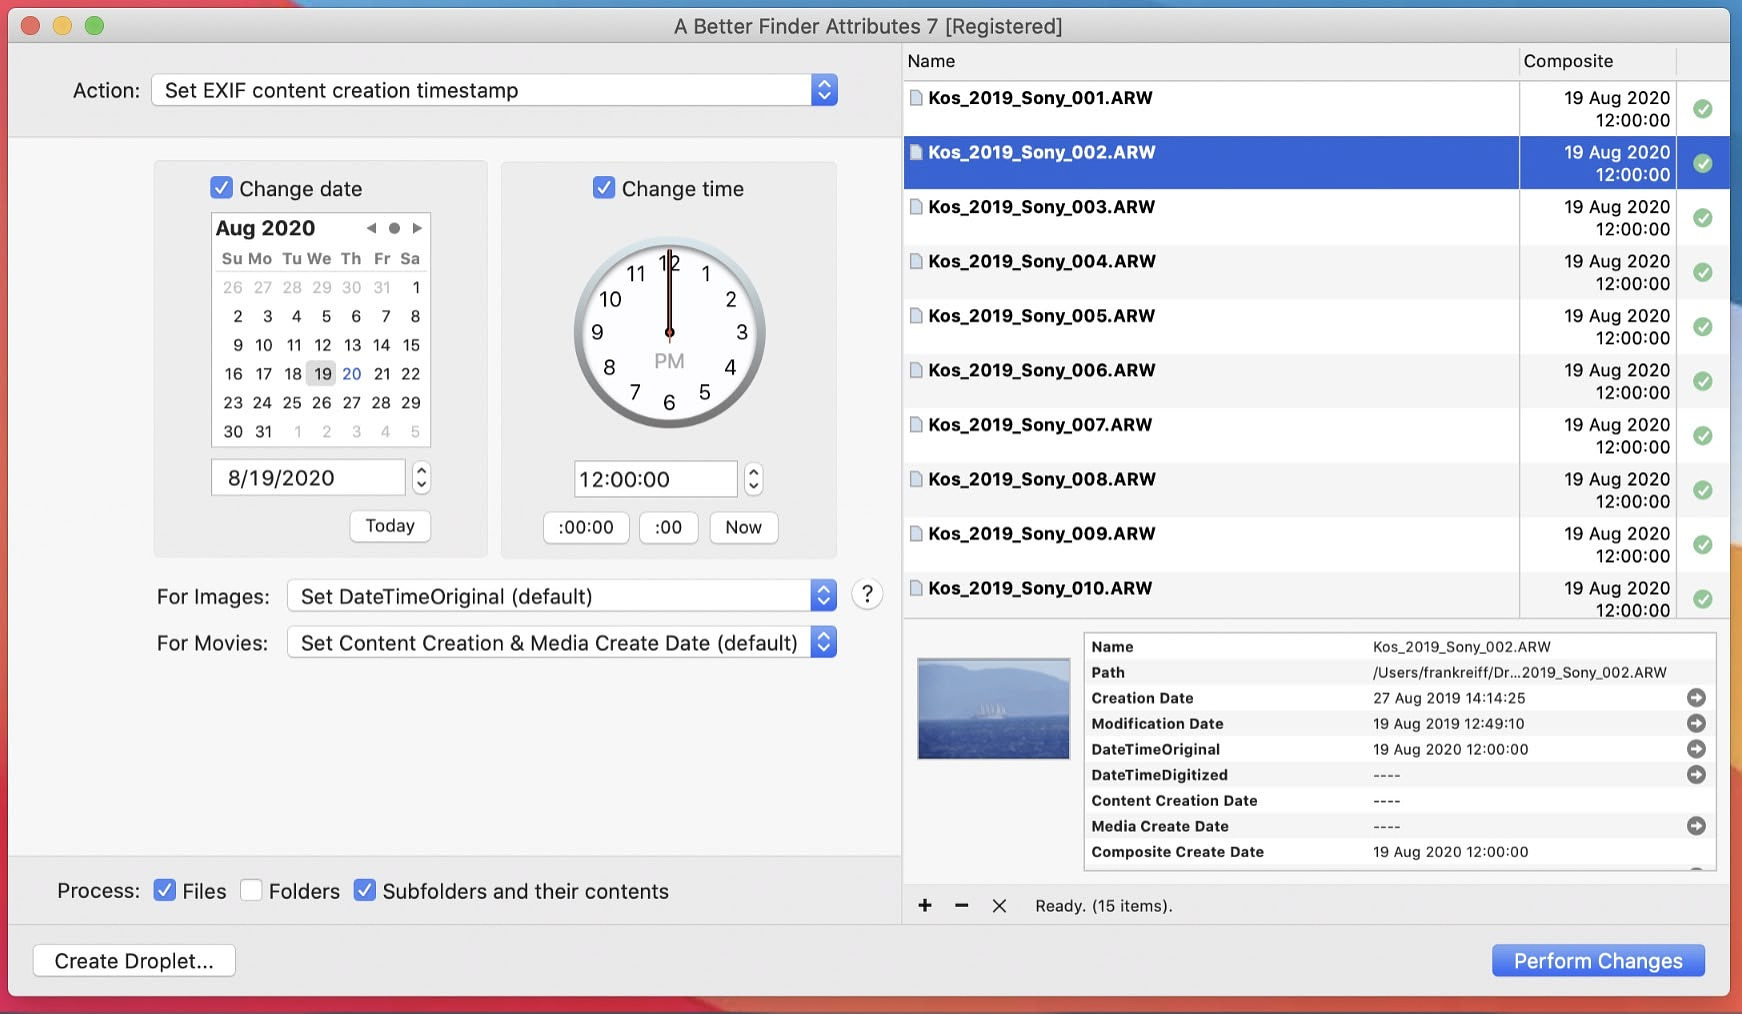 A Better Finder Attributes 7 [Registered]
Action: Set EXIF content creation timestamp
Change date
Aug 2020
Su Mo Tu We Th Fr Sa
26 27 28 29 30 31 1
2 3 4 5 6 7 8
9 10 11 12 13 14 15
16 17 18 19 20 21 22
23 24 25 26 27 28 29
30 31 1 2 3 4 5
8/19/2020
Today
Change time
12
1
2
3
4
5
6
7
8
9
10
11
PM
12:00:00
:00:00 :00 Now
For Images: Set DateTimeOriginal (default) ?
For Movies: Set Content Creation & Media Create Date (default)
Process: Files Folders Subfolders and their contents
Create Droplet...
Name Composite
Kos_2019_Sony_001.ARW 19 Aug 2020
12:00:00
Kos_2019_Sony_002.ARW 19 Aug 2020
12:00:00
Kos_2019_Sony_003.ARW 19 Aug 2020
12:00:00
Kos_2019_Sony_004.ARW 19 Aug 2020
12:00:00
Kos_2019_Sony_005.ARW 19 Aug 2020
12:00:00
Kos_2019_Sony_006.ARW 19 Aug 2020
12:00:00
Kos_2019_Sony_007.ARW 19 Aug 2020
12:00:00
Kos_2019_Sony_008.ARW 19 Aug 2020
12:00:00
Kos_2019_Sony_009.ARW 19 Aug 2020
12:00:00
Kos_2019_Sony_010.ARW 19 Aug 2020
12:00:00
Name Kos_2019_Sony_002.ARW
Path /Users/frankreiff/Dr...2019_Sony_002.ARW
Creation Date 27 Aug 2019 14:14:25
Modification Date 19 Aug 2019 12:49:10
DateTimeOriginal 19 Aug 2020 12:00:00
DateTimeDigitized ----
Content Creation Date ----
Media Create Date ----
Composite Create Date 19 Aug 2020 12:00:00
Ready. (15 items).
Perform Changes